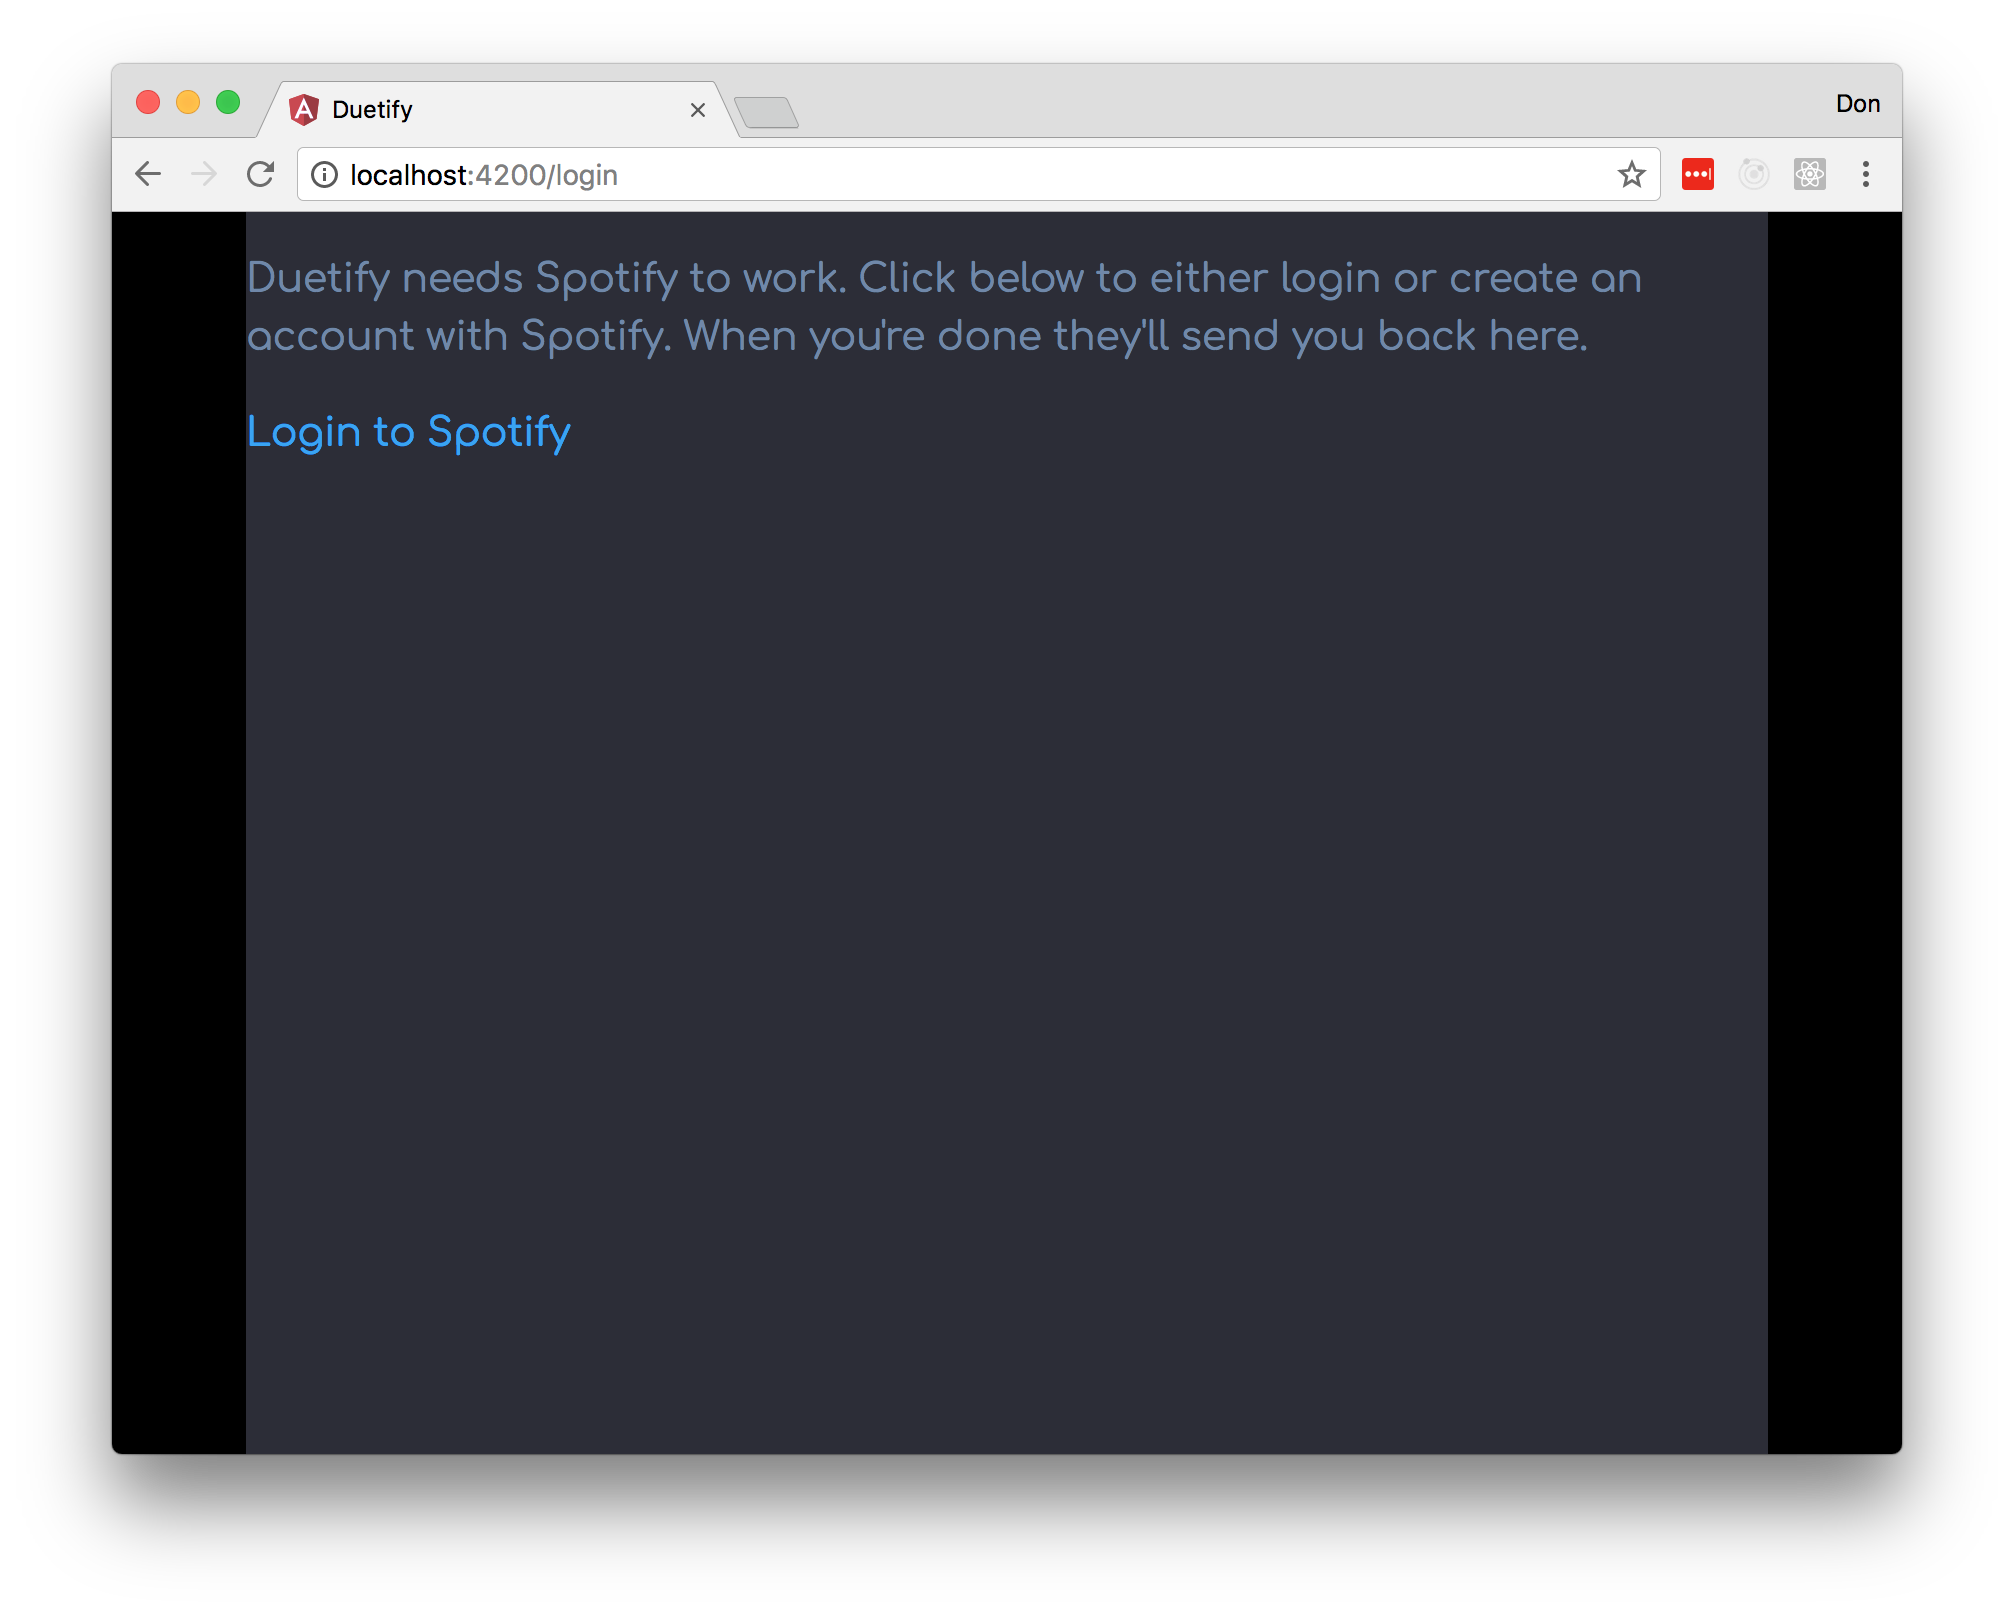 Duetify
Don
localhost:4200/login
Duetify needs Spotify to work. Click below to either login or create an
account with Spotify. When you're done they'll send you back here.
Login to Spotify